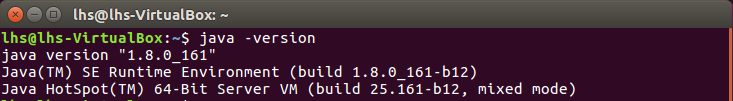 lhs@lhs-VirtualBox: ~
lhs@lhs-VirtualBox:~$ java -version
java version "1.8.0_161"
Java(TM) SE Runtime Environment (build 1.8.0_161-b12)
Java HotSpot(TM) 64-Bit Server VM (build 25.161-b12, mixed mode)